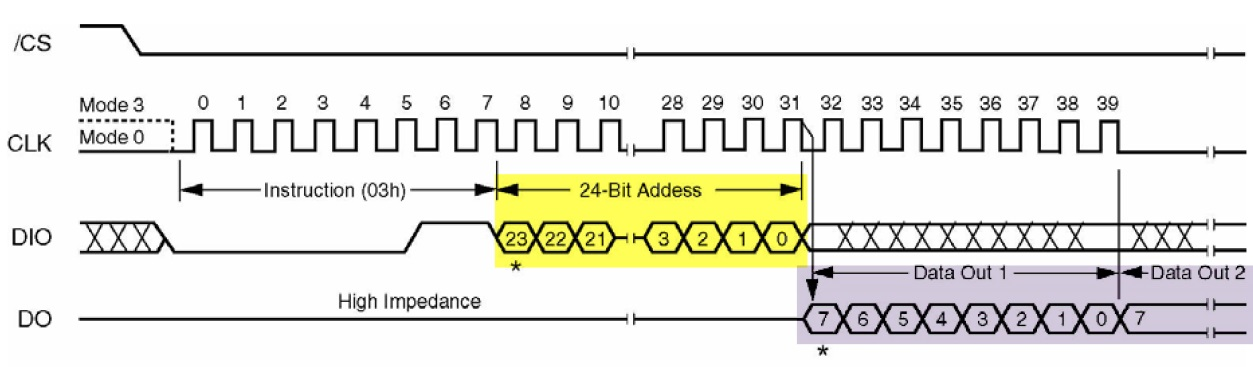 /CS
Mode 3 0 1 2 3 4 5 6 7 8 9 10 28 29 30 31 32 33 34 35 36 37 38 39
CLK Mode 0
Instruction (03h) 24-Bit Addess
DIO 23 22 21 3 2 1 0
*
Data Out 1 Data Out 2
High Impedance
DO 7 6 5 4 3 2 1 0 7
*